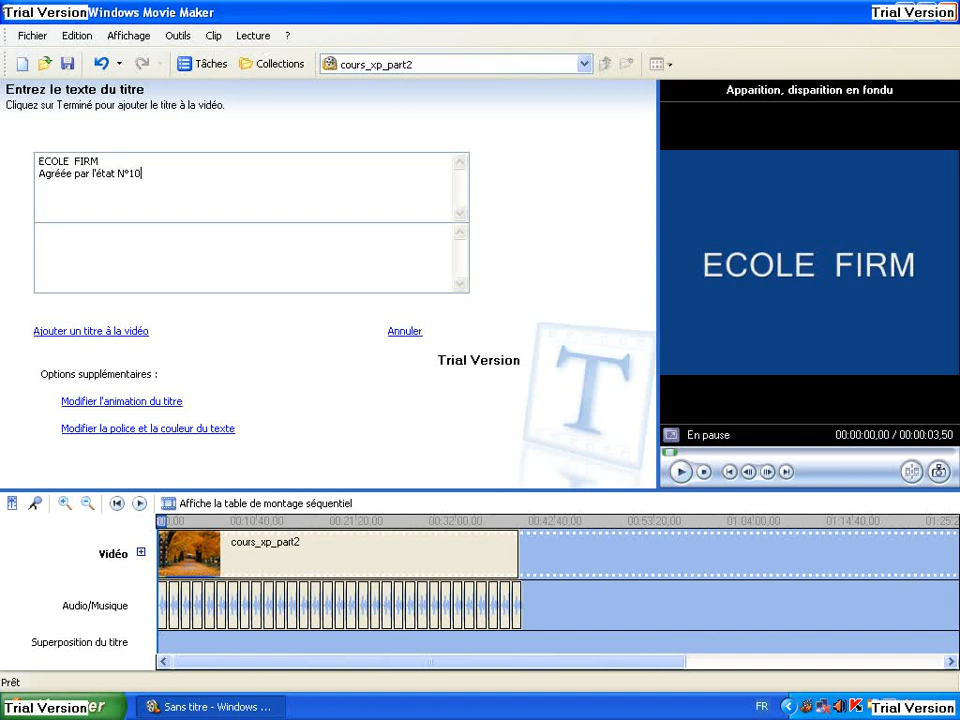 Trial Version Windows Movie Maker Trial Version
Fichier Edition Affichage Outils Clip Lecture ?
Tâches Collections cours_xp_part2
Entrez le texte du titre
Cliquez sur Terminé pour ajouter le titre à la vidéo.
ECOLE FIRM
Agréée par l'état N°10
Ajouter un titre à la vidéo Annuler
Trial Version
Options supplémentaires :
Modifier l'animation du titre
Modifier la police et la couleur du texte
T
Apparition, disparition en fondu
ECOLE FIRM
En pause 00:00:00,00 / 00:00:03,50
Affiche la table de montage séquentiel
00:10:40,00 00:21:20,00 00:32:00,00 00:42:40,00 00:53:20,00 01:04:00,00 01:14:40,00
Vidéo cours_xp_part2
Audio/Musique
Superposition du titre
Prêt
Trial Version Sans titre - Windows ... FR Trial Version